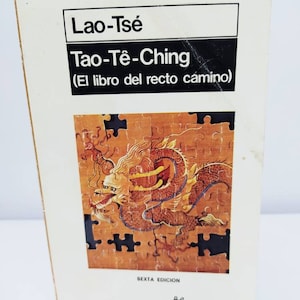 Lao-Tsé
Tao-Tê-Ching
(El libro del recto camino)
SEXTA EDICION